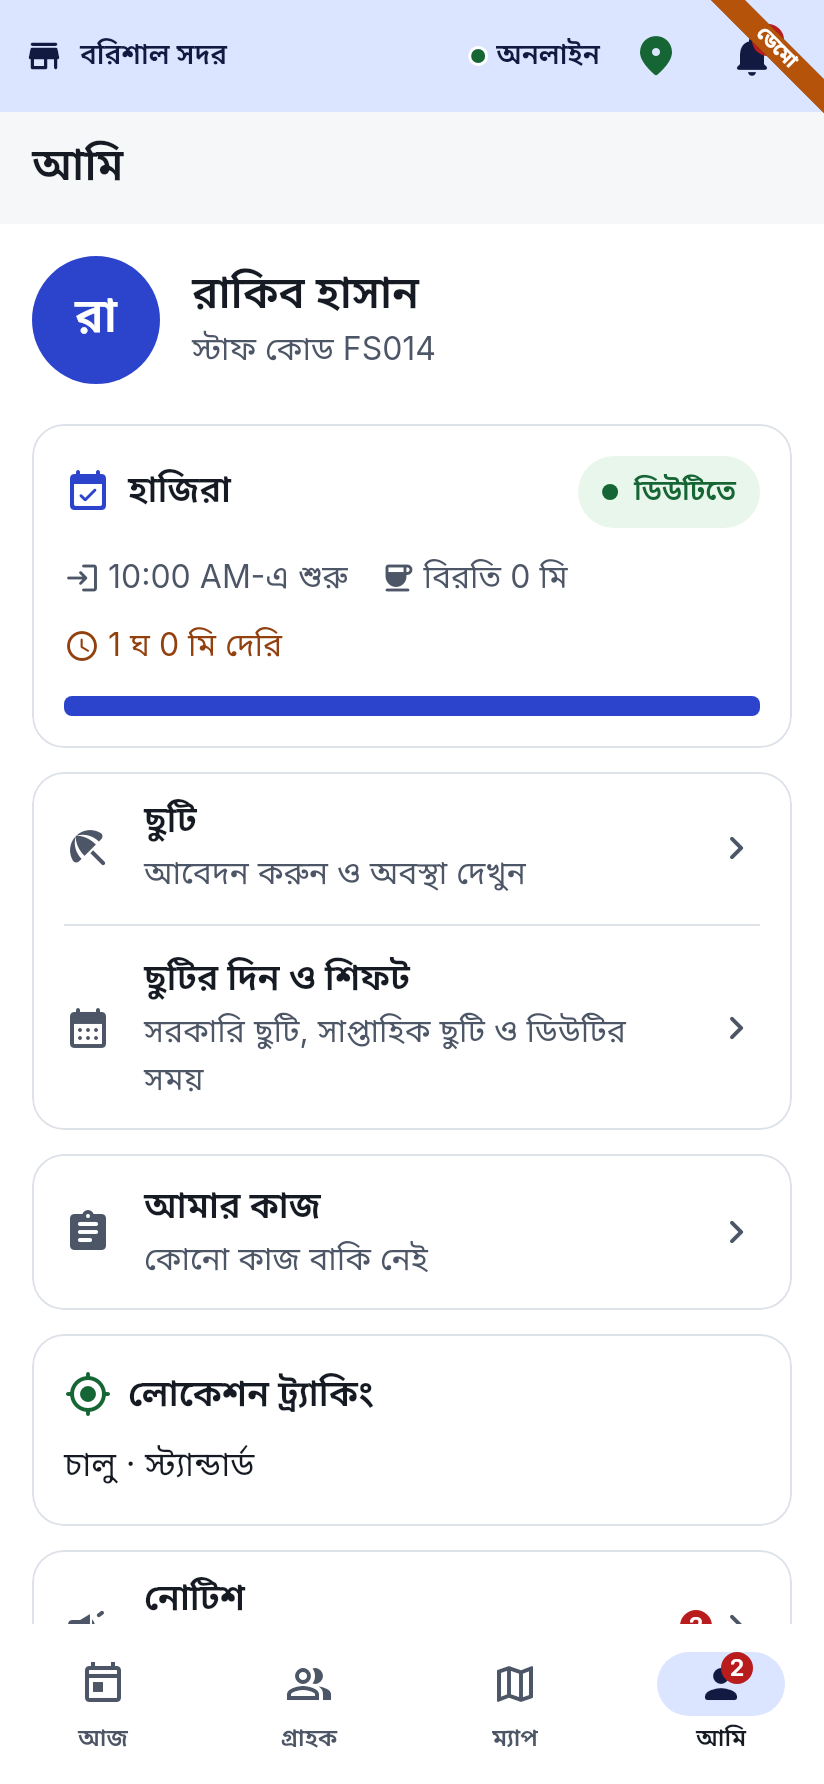 বরিশাল সদর
অনলাইন
ডেমো
আমি
রা
রাকিব হাসান
স্টাফ কোড FS014
হাজিরা
ডিউটিতে
10:00 AM-এ শুরু
বিরতি 0 মি
1 ঘ 0 মি দেরি
ছুটি
আবেদন করুন ও অবস্থা দেখুন
ছুটির দিন ও শিফট
সরকারি ছুটি, সাপ্তাহিক ছুটি ও ডিউটির
সময়
আমার কাজ
কোনো কাজ বাকি নেই
লোকেশন ট্র্যাকিং
চালু · স্ট্যান্ডার্ড
নোটিশ
2
আজ
গ্রাহক
ম্যাপ
আমি